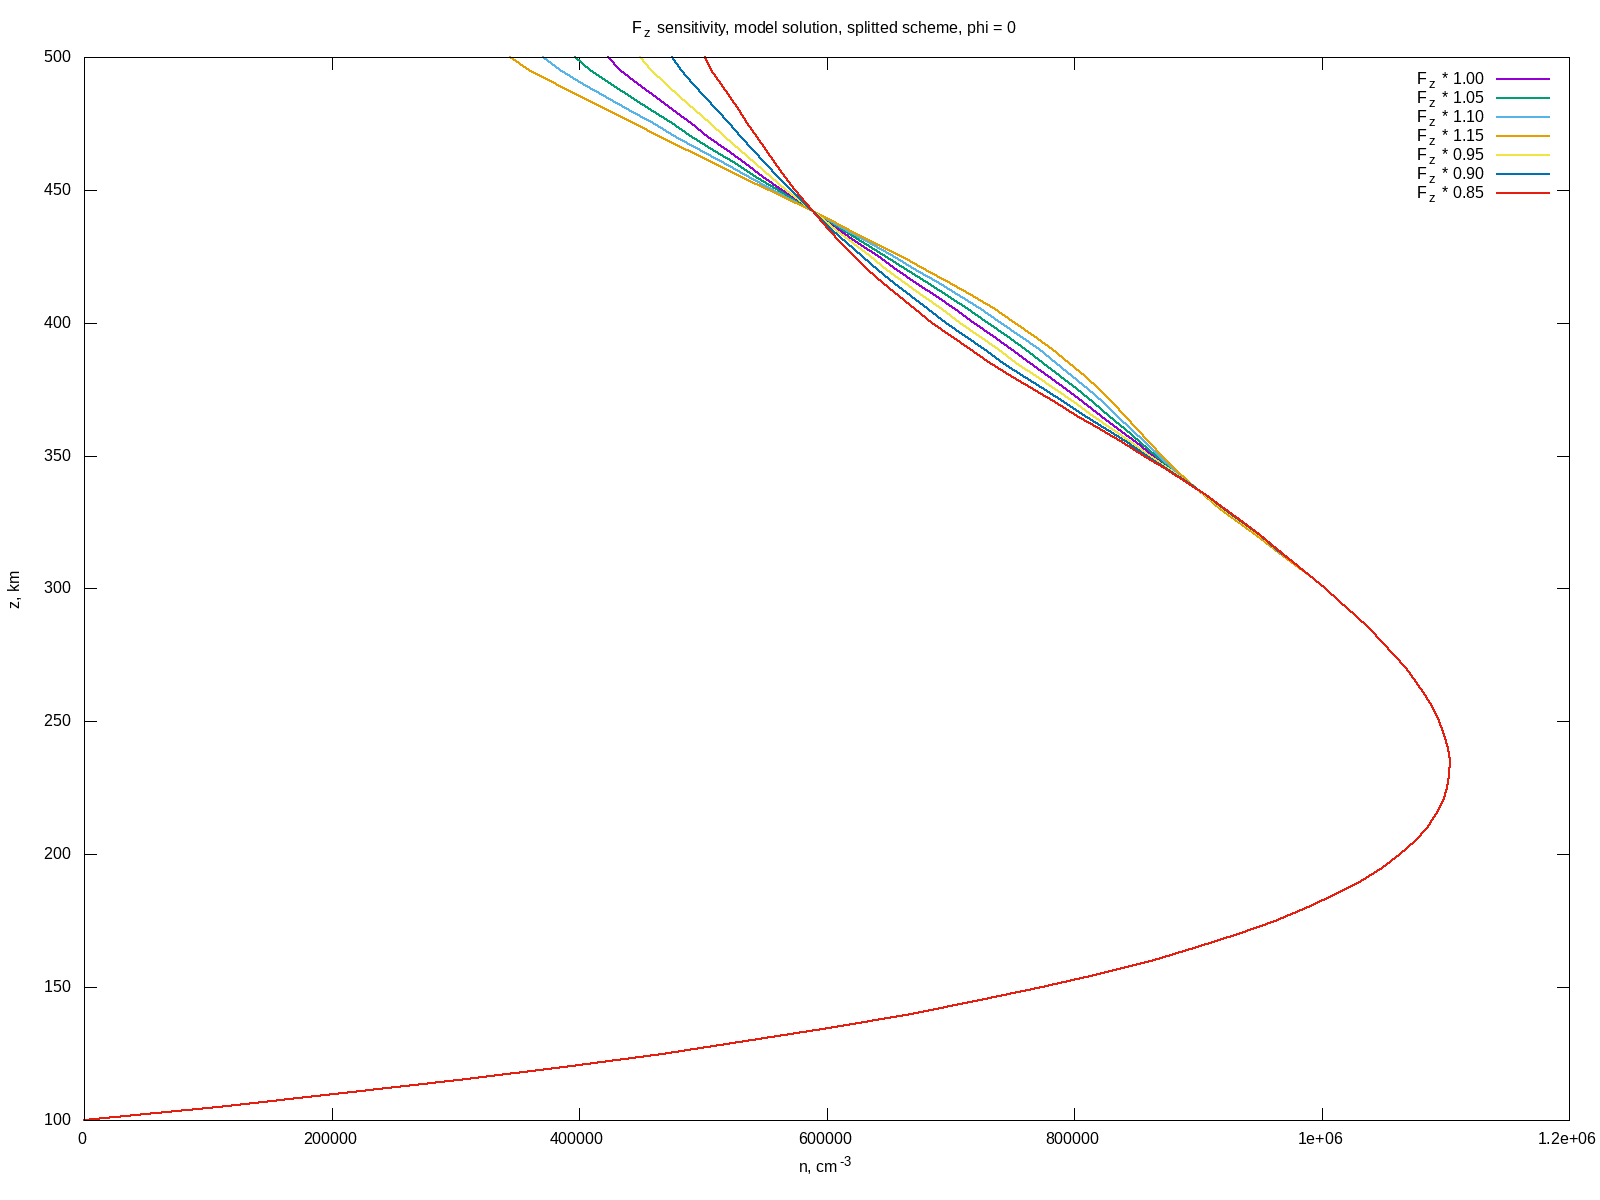 F z sensitivity, model solution, splitted scheme, phi = 0
F z * 1.00
F z * 1.05
F z * 1.10
F z * 1.15
F z * 0.95
F z * 0.90
F z * 0.85
500
450
400
350
300
250
200
150
100
z, km
0 200000 400000 600000 800000 1e+06 1.2e+06
n, cm -3